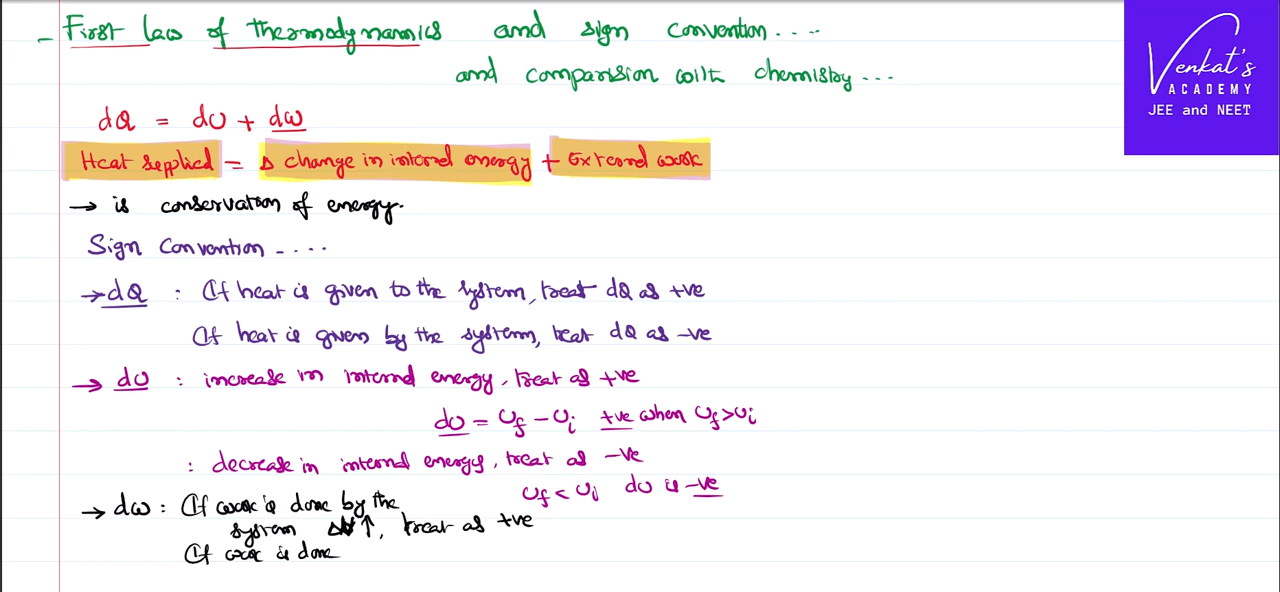 - First law of thermodynamics and sign convention....
and comparision with chemistry...
Venkat's
ACADEMY
JEE and NEET
dQ = dU + dω
Heat supplied = Δ change in internal energy + External work
→ is conservation of energy.
Sign Convention -....
→ dQ : If heat is given to the system, treat dQ as +ve
If heat is given by the system, treat dQ as -ve
→ dU : increase in internal energy, treat as +ve
dU = Uf - Ui +ve when Uf > Ui
: decrease in internal energy, treat as -ve
Uf < Ui dU is -ve
→ dω : If work is done by the
system ΔV↑, treat as +ve
If work is done